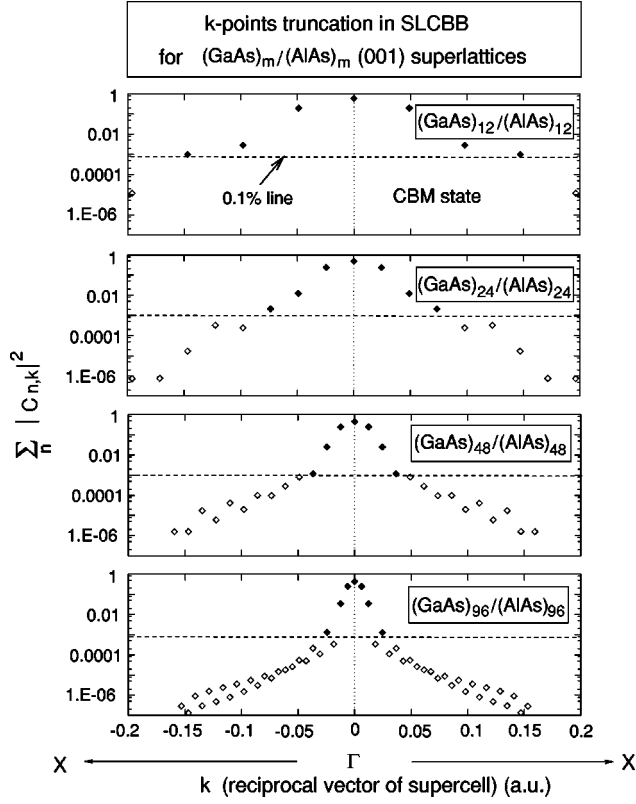 k-points truncation in SLCBB
for (GaAs)m/(AlAs)m (001) superlattices
1
0.01
0.0001
1.E-06
(GaAs)12/(AlAs)12
0.1% line
CBM state
1
0.01
0.0001
1.E-06
(GaAs)24/(AlAs)24
Σn |Cn,k|²
1
0.01
0.0001
1.E-06
(GaAs)48/(AlAs)48
1
0.01
0.0001
1.E-06
(GaAs)96/(AlAs)96
-0.2 -0.15 -0.1 -0.05 0 0.05 0.1 0.15 0.2
X Γ X
k (reciprocal vector of supercell) (a.u.)